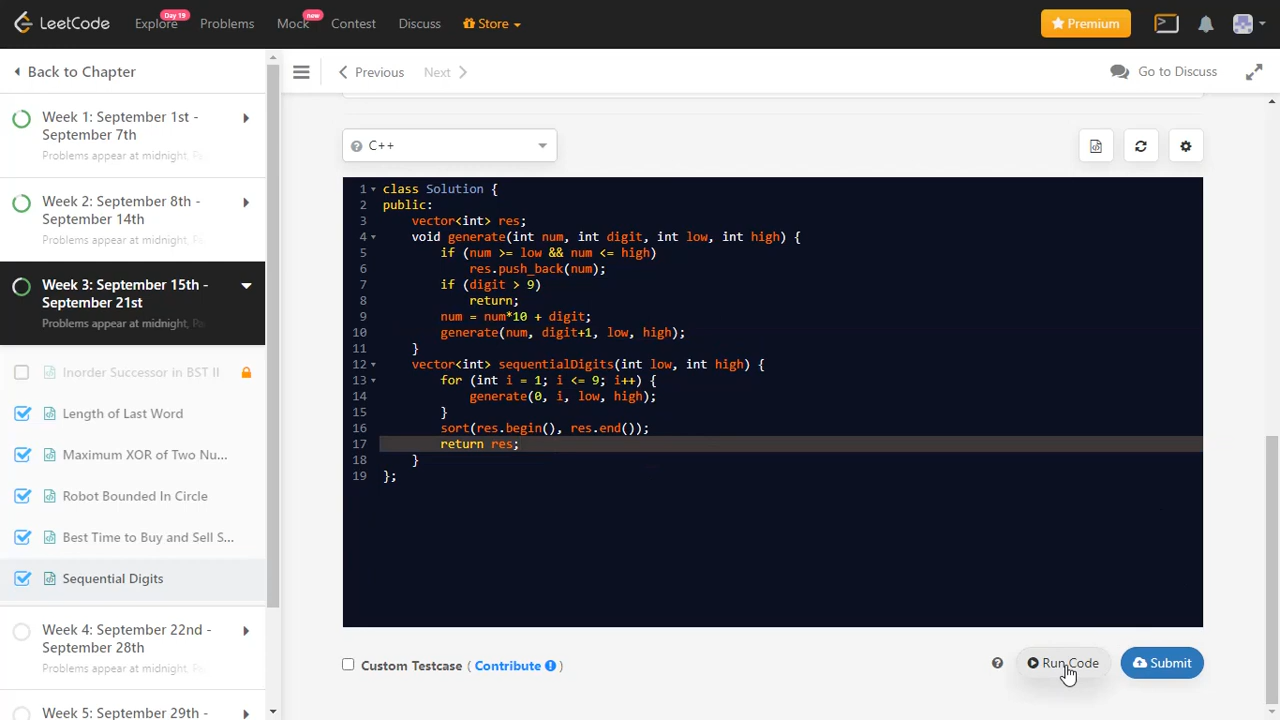 LeetCode
Explore
Day 19
Problems
Mock
new
Contest
Discuss
Store
Premium
Back to Chapter
Previous
Next
Go to Discuss
Week 1: September 1st -
September 7th
Problems appear at midnight,
Week 2: September 8th -
September 14th
Problems appear at midnight,
Week 3: September 15th -
September 21st
Problems appear at midnight,
Inorder Successor in BST II
Length of Last Word
Maximum XOR of Two Nu...
Robot Bounded In Circle
Best Time to Buy and Sell S...
Sequential Digits
Week 4: September 22nd -
September 28th
Problems appear at midnight,
Week 5: September 29th -
C++
1 class Solution {
2 public:
3 vector<int> res;
4 void generate(int num, int digit, int low, int high) {
5 if (num >= low && num <= high)
6 res.push_back(num);
7 if (digit > 9)
8 return;
9 num = num*10 + digit;
10 generate(num, digit+1, low, high);
11 }
12 vector<int> sequentialDigits(int low, int high) {
13 for (int i = 1; i <= 9; i++) {
14 generate(0, i, low, high);
15 }
16 sort(res.begin(), res.end());
17 return res;
18 }
19 };
Custom Testcase ( Contribute )
Run Code
Submit